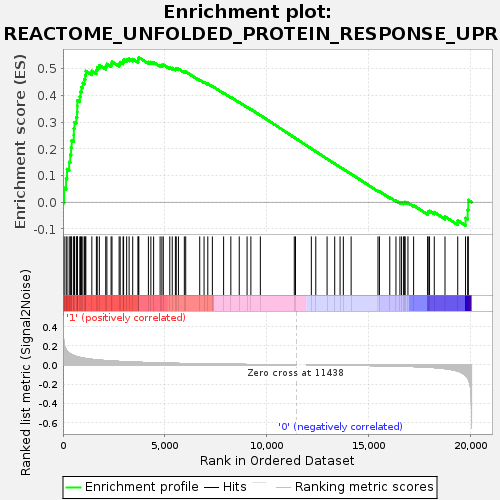 Enrichment plot:
REACTOME_UNFOLDED_PROTEIN_RESPONSE_UPR
Enrichment score (ES)
0.5
0.4
0.3
0.2
0.1
0.0
-0.1
'1' (positively correlated)
Ranked list metric (Signal2Noise)
0.4
0.2
0.0
-0.2
-0.4
-0.6
Zero cross at 11438
'0' (negatively correlated)
0
5,000
10,000
15,000
20,000
Rank in Ordered Dataset
Enrichment profile
Hits
Ranking metric scores